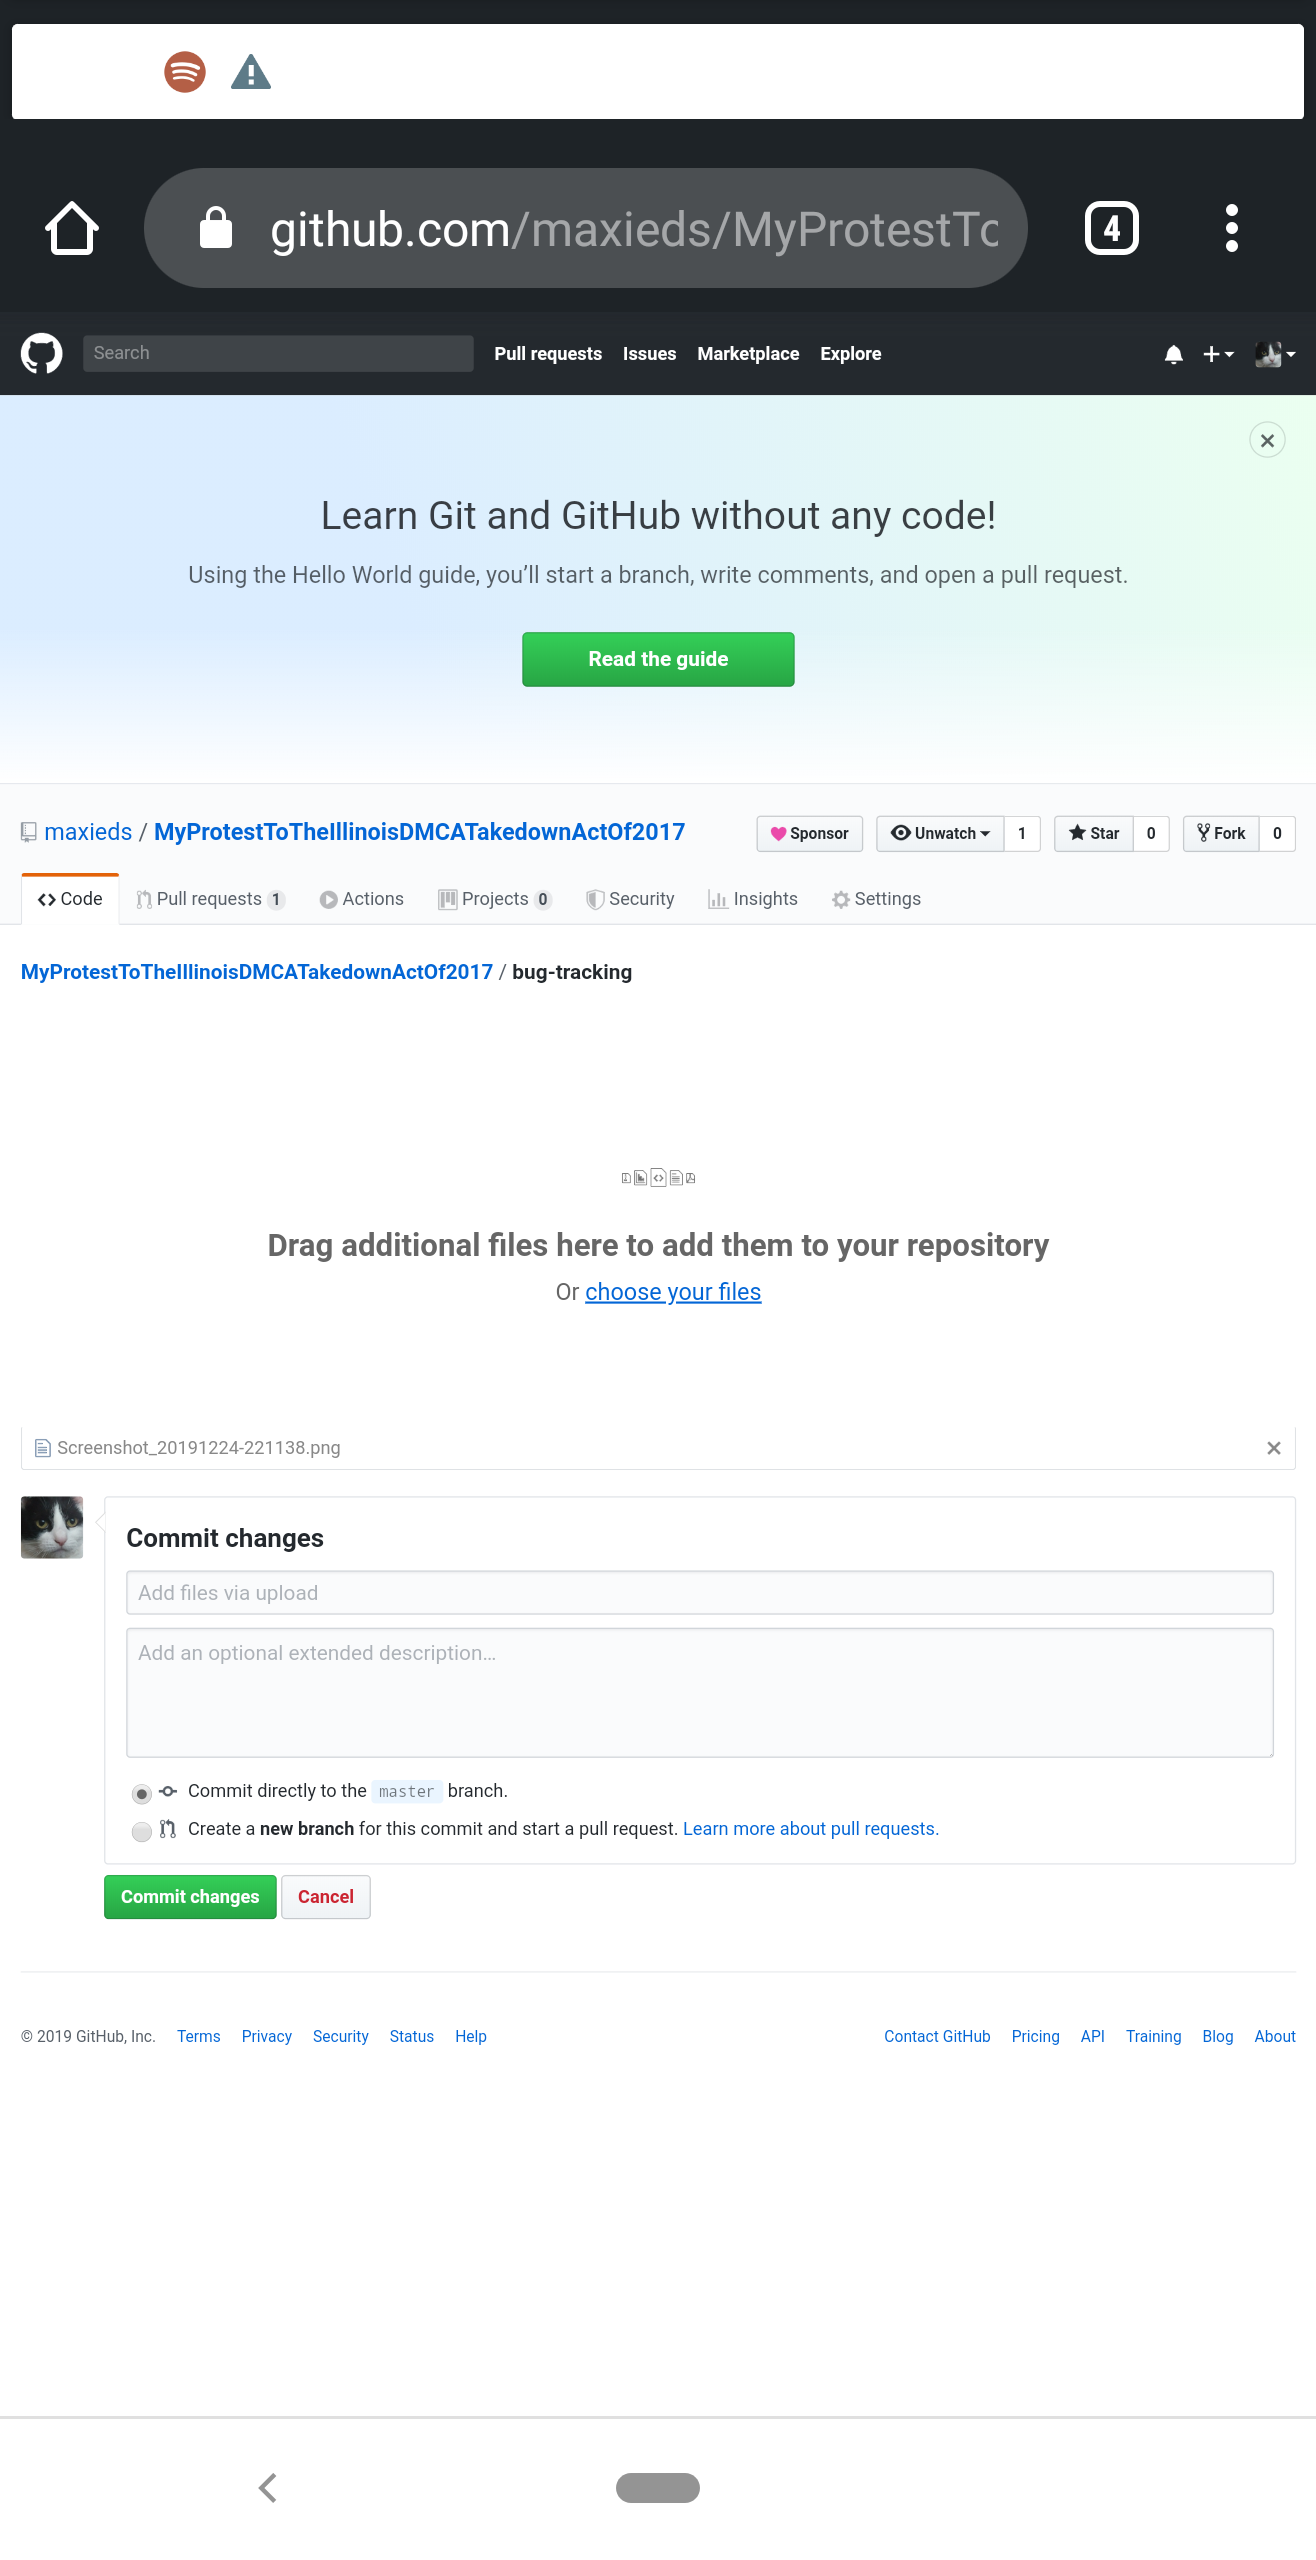 github.com/maxieds/MyProtestTo
4
Search
Pull requests Issues Marketplace Explore
Learn Git and GitHub without any code!
Using the Hello World guide, you’ll start a branch, write comments, and open a pull request.
Read the guide
maxieds / MyProtestToTheIllinoisDMCATakedownActOf2017
Sponsor Unwatch 1 Star 0 Fork 0
Code Pull requests 1 Actions Projects 0 Security Insights Settings
MyProtestToTheIllinoisDMCATakedownActOf2017 / bug-tracking
Drag additional files here to add them to your repository
Or choose your files
Screenshot_20191224-221138.png
Commit changes
Add files via upload
Add an optional extended description…
Commit directly to the master branch.
Create a new branch for this commit and start a pull request. Learn more about pull requests.
Commit changes Cancel
© 2019 GitHub, Inc. Terms Privacy Security Status Help
Contact GitHub Pricing API Training Blog About